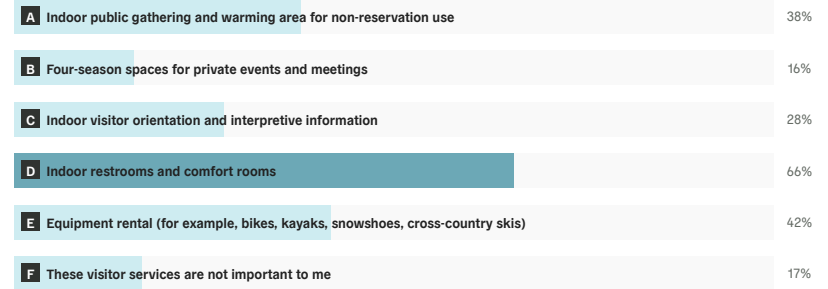 A Indoor public gathering and warming area for non-reservation use 38%
B Four-season spaces for private events and meetings 16%
C Indoor visitor orientation and interpretive information 28%
D Indoor restrooms and comfort rooms 66%
E Equipment rental (for example, bikes, kayaks, snowshoes, cross-country skis) 42%
F These visitor services are not important to me 17%